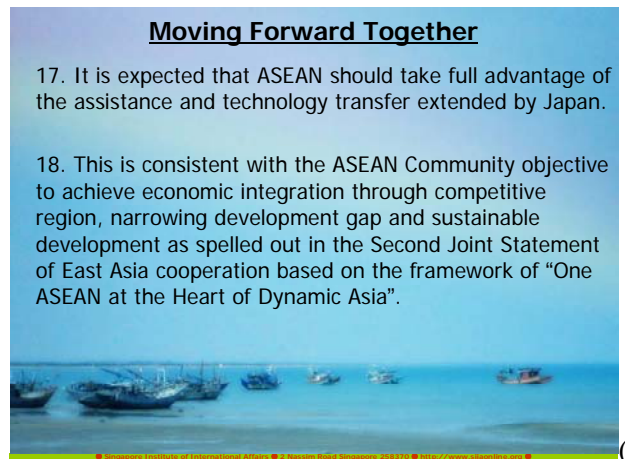 Moving Forward Together
17. It is expected that ASEAN should take full advantage of
the assistance and technology transfer extended by Japan.
18. This is consistent with the ASEAN Community objective
to achieve economic integration through competitive
region, narrowing development gap and sustainable
development as spelled out in the Second Joint Statement
of East Asia cooperation based on the framework of “One
ASEAN at the Heart of Dynamic Asia”.
● Singapore Institute of International Affairs ● 2 Nassim Road Singapore 258370 ● http://www.siiaonline.org ●
(